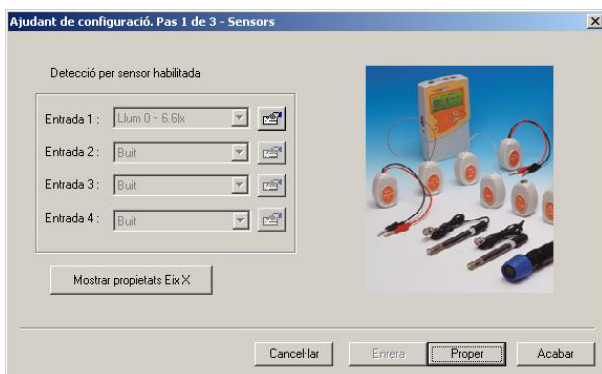 Ajudant de configuració. Pas 1 de 3 - Sensors
Detecció per sensor habilitada
Entrada 1 : Llum 0 - 6.6lx
Entrada 2 : Buit
Entrada 3 : Buit
Entrada 4 : Buit
Mostrar propietats Eix X
Cancel·lar Enrera Proper Acabar